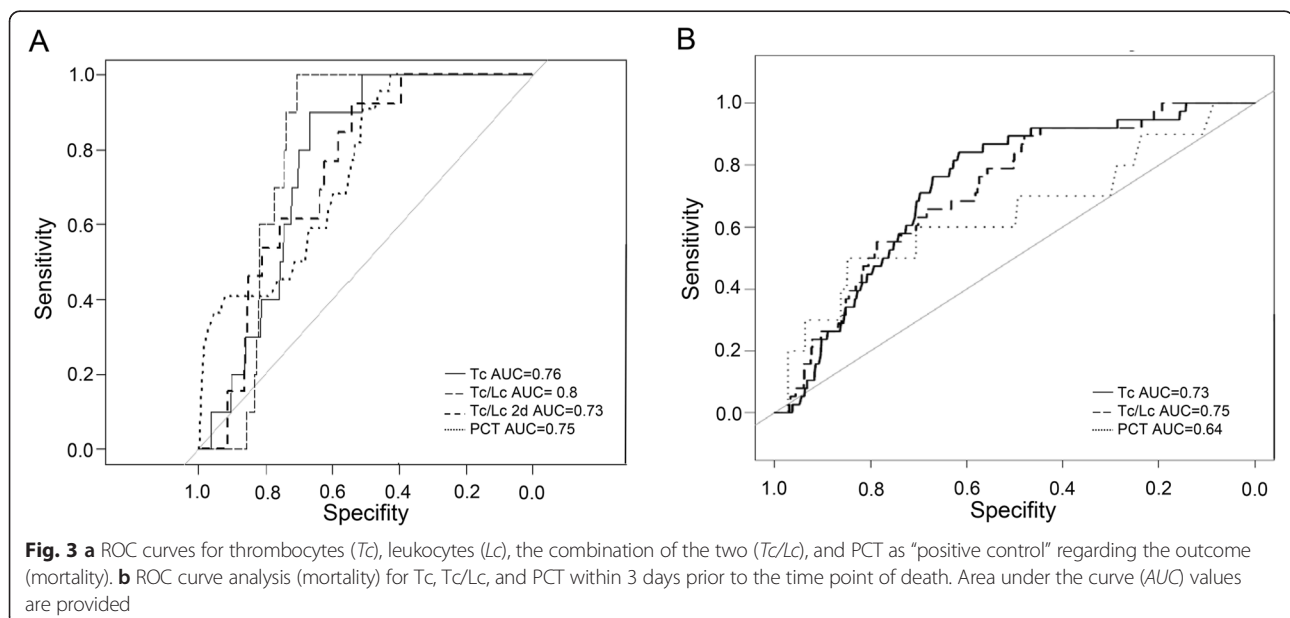 A
1.0
0.8
0.6
0.4
0.2
0.0
Sensitivity
Tc AUC=0.76
Tc/Lc AUC= 0.8
Tc/Lc 2d AUC=0.73
PCT AUC=0.75
1.0 0.8 0.6 0.4 0.2 0.0
Specifity
B
1.0
0.8
0.6
0.4
0.2
0.0
Sensitivity
Tc AUC=0.73
Tc/Lc AUC=0.75
PCT AUC=0.64
1.0 0.8 0.6 0.4 0.2 0.0
Specifity
Fig. 3 a ROC curves for thrombocytes (Tc), leukocytes (Lc), the combination of the two (Tc/Lc), and PCT as “positive control” regarding the outcome
(mortality). b ROC curve analysis (mortality) for Tc, Tc/Lc, and PCT within 3 days prior to the time point of death. Area under the curve (AUC) values
are provided